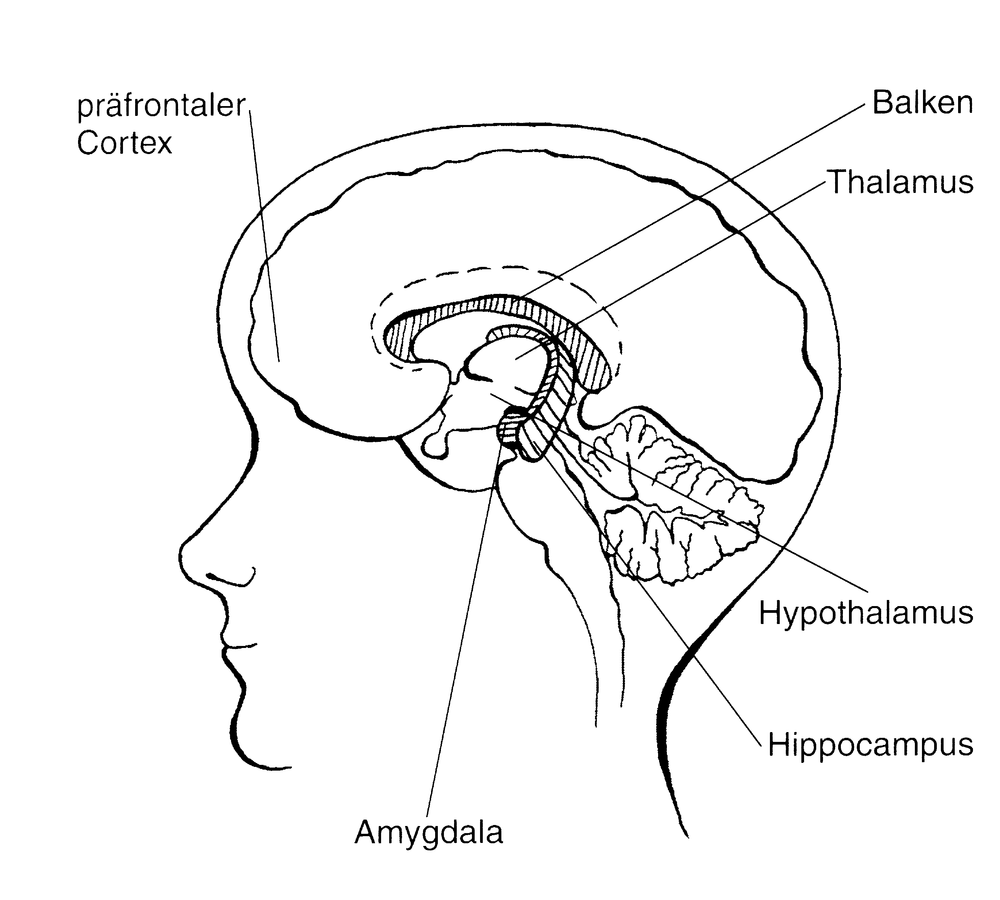 präfrontaler
Cortex
Balken
Thalamus
Hypothalamus
Hippocampus
Amygdala